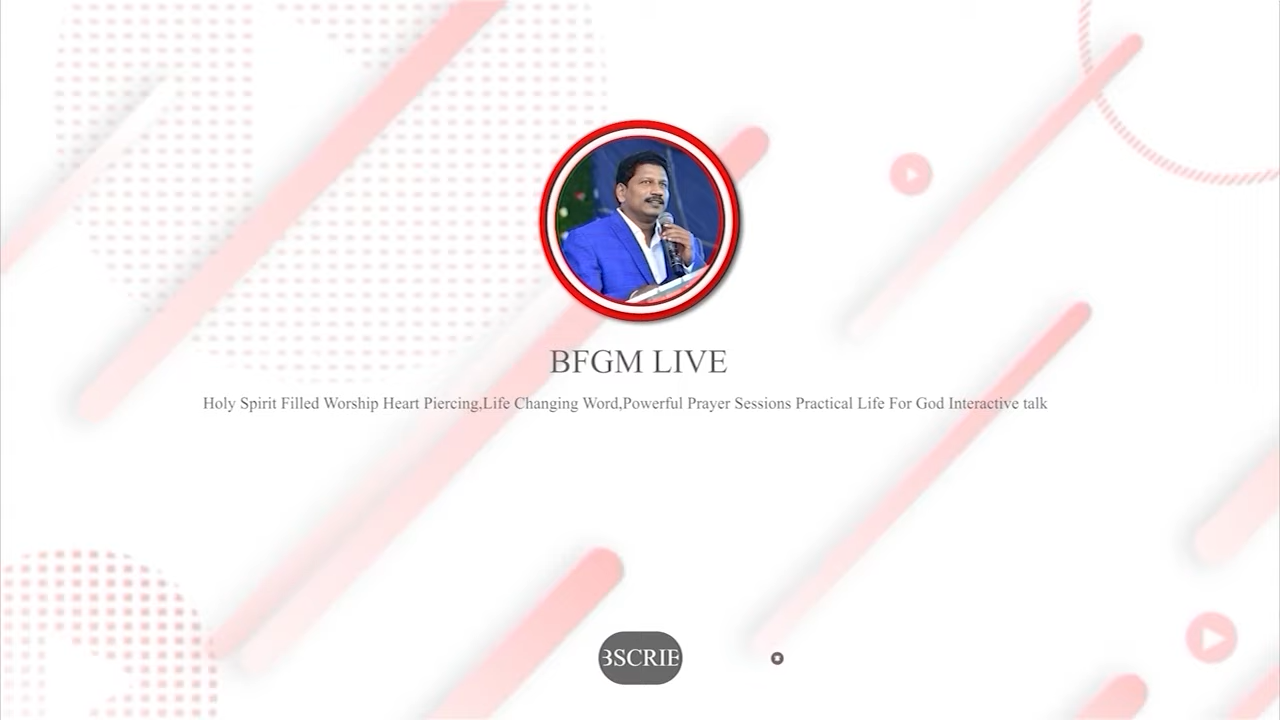 BFGM LIVE
Holy Spirit Filled Worship Heart Piercing,Life Changing Word,Powerful Prayer Sessions Practical Life For God Interactive talk
BSCRIB